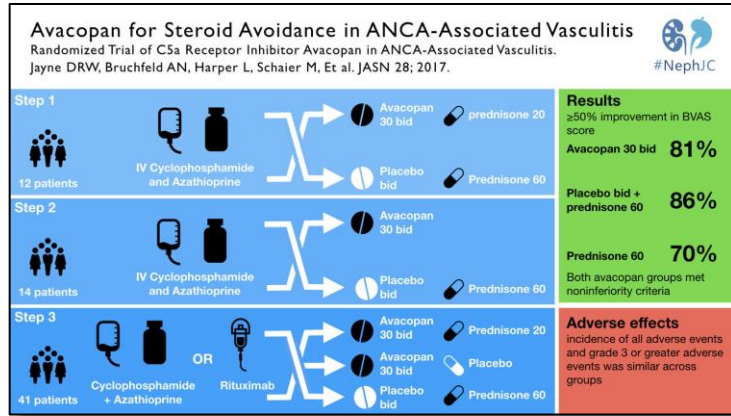 Avacopan for Steroid Avoidance in ANCA-Associated Vasculitis
Randomized Trial of C5a Receptor Inhibitor Avacopan in ANCA-Associated Vasculitis.
Jayne DRW, Bruchfeld AN, Harper L, Schaier M, Et al. JASN 28; 2017.
#NephJC
Step 1
12 patients
IV Cyclophosphamide
and Azathioprine
Avacopan
30 bid
prednisone 20
Placebo
bid
Prednisone 60
Step 2
14 patients
IV Cyclophosphamide
and Azathioprine
Avacopan
30 bid
Placebo
bid
Prednisone 60
Step 3
41 patients
Cyclophosphamide
+ Azathioprine
OR
Rituximab
Avacopan
30 bid
Prednisone 20
Avacopan
30 bid
Placebo
Placebo
bid
Prednisone 60
Results
≥50% improvement in BVAS
score
Avacopan 30 bid 81%
Placebo bid +
prednisone 60 86%
Prednisone 60 70%
Both avacopan groups met
noninferiority criteria
Adverse effects
incidence of all adverse events
and grade 3 or greater adverse
events was similar across
groups